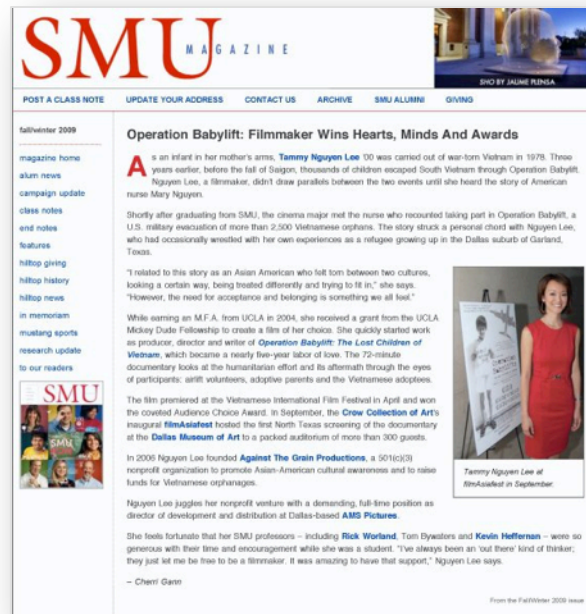 SMU
MAGAZINE
SHO BY JAUME PLENSA
POST A CLASS NOTE UPDATE YOUR ADDRESS CONTACT US ARCHIVE SMU ALUMNI GIVING
fall/winter 2009
magazine home
alum news
campaign update
class notes
end notes
features
hilltop giving
hilltop history
hilltop news
in memoriam
mustang sports
research update
to our readers
SMU
Operation Babylift: Filmmaker Wins Hearts, Minds And Awards
As an infant in her mother's arms, Tammy Nguyen Lee '00 was carried out of war-torn Vietnam in 1978. Three
years earlier, before the fall of Saigon, thousands of children escaped South Vietnam through Operation Babylift.
Nguyen Lee, a filmmaker, didn't draw parallels between the two events until she heard the story of American
nurse Mary Nguyen.
Shortly after graduating from SMU, the cinema major met the nurse who recounted taking part in Operation Babylift, a
U.S. military evacuation of more than 2,500 Vietnamese orphans. The story struck a personal chord with Nguyen Lee,
who had occasionally wrestled with her own experiences as a refugee growing up in the Dallas suburb of Garland,
Texas.
"I related to this story as an Asian American who felt torn between two cultures,
looking a certain way, being treated differently and trying to fit in," she says.
"However, the need for acceptance and belonging is something we all feel."
While earning an M.F.A. from UCLA in 2004, she received a grant from the UCLA
Mickey Dude Fellowship to create a film of her choice. She quickly started work
as producer, director and writer of Operation Babylift: The Lost Children of
Vietnam, which became a nearly five-year labor of love. The 72-minute
documentary looks at the humanitarian effort and its aftermath through the eyes
of participants: airlift volunteers, adoptive parents and the Vietnamese adoptees.
The film premiered at the Vietnamese International Film Festival in April and won
the coveted Audience Choice Award. In September, the Crow Collection of Art's
inaugural filmAsiafest hosted the first North Texas screening of the documentary
at the Dallas Museum of Art to a packed auditorium of more than 300 guests.
In 2006 Nguyen Lee founded Against The Grain Productions, a 501(c)(3)
nonprofit organization to promote Asian-American cultural awareness and to raise
funds for Vietnamese orphanages.
Nguyen Lee juggles her nonprofit venture with a demanding, full-time position as
director of development and distribution at Dallas-based AMS Pictures.
Tammy Nguyen Lee at
filmAsiafest in September.
She feels fortunate that her SMU professors – including Rick Worland, Tom Bywaters and Kevin Heffernan – were so
generous with their time and encouragement while she was a student. "I've always been an 'out there' kind of thinker;
they just let me be free to be a filmmaker. It was amazing to have that support," Nguyen Lee says.
– Cherri Gann
From the Fall/Winter 2009 issue